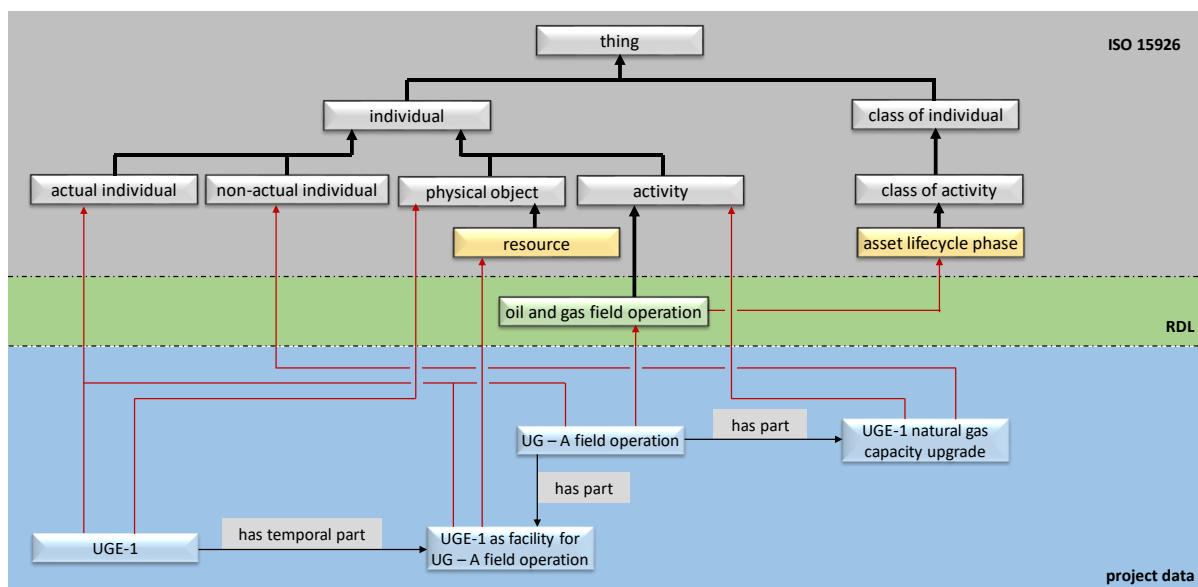 thing
ISO 15926
individual
class of individual
actual individual
non-actual individual
physical object
activity
class of activity
resource
asset lifecycle phase
oil and gas field operation
RDL
UG – A field operation
has part
UGE-1 natural gas
capacity upgrade
has part
UGE-1
has temporal part
UGE-1 as facility for
UG – A field operation
project data